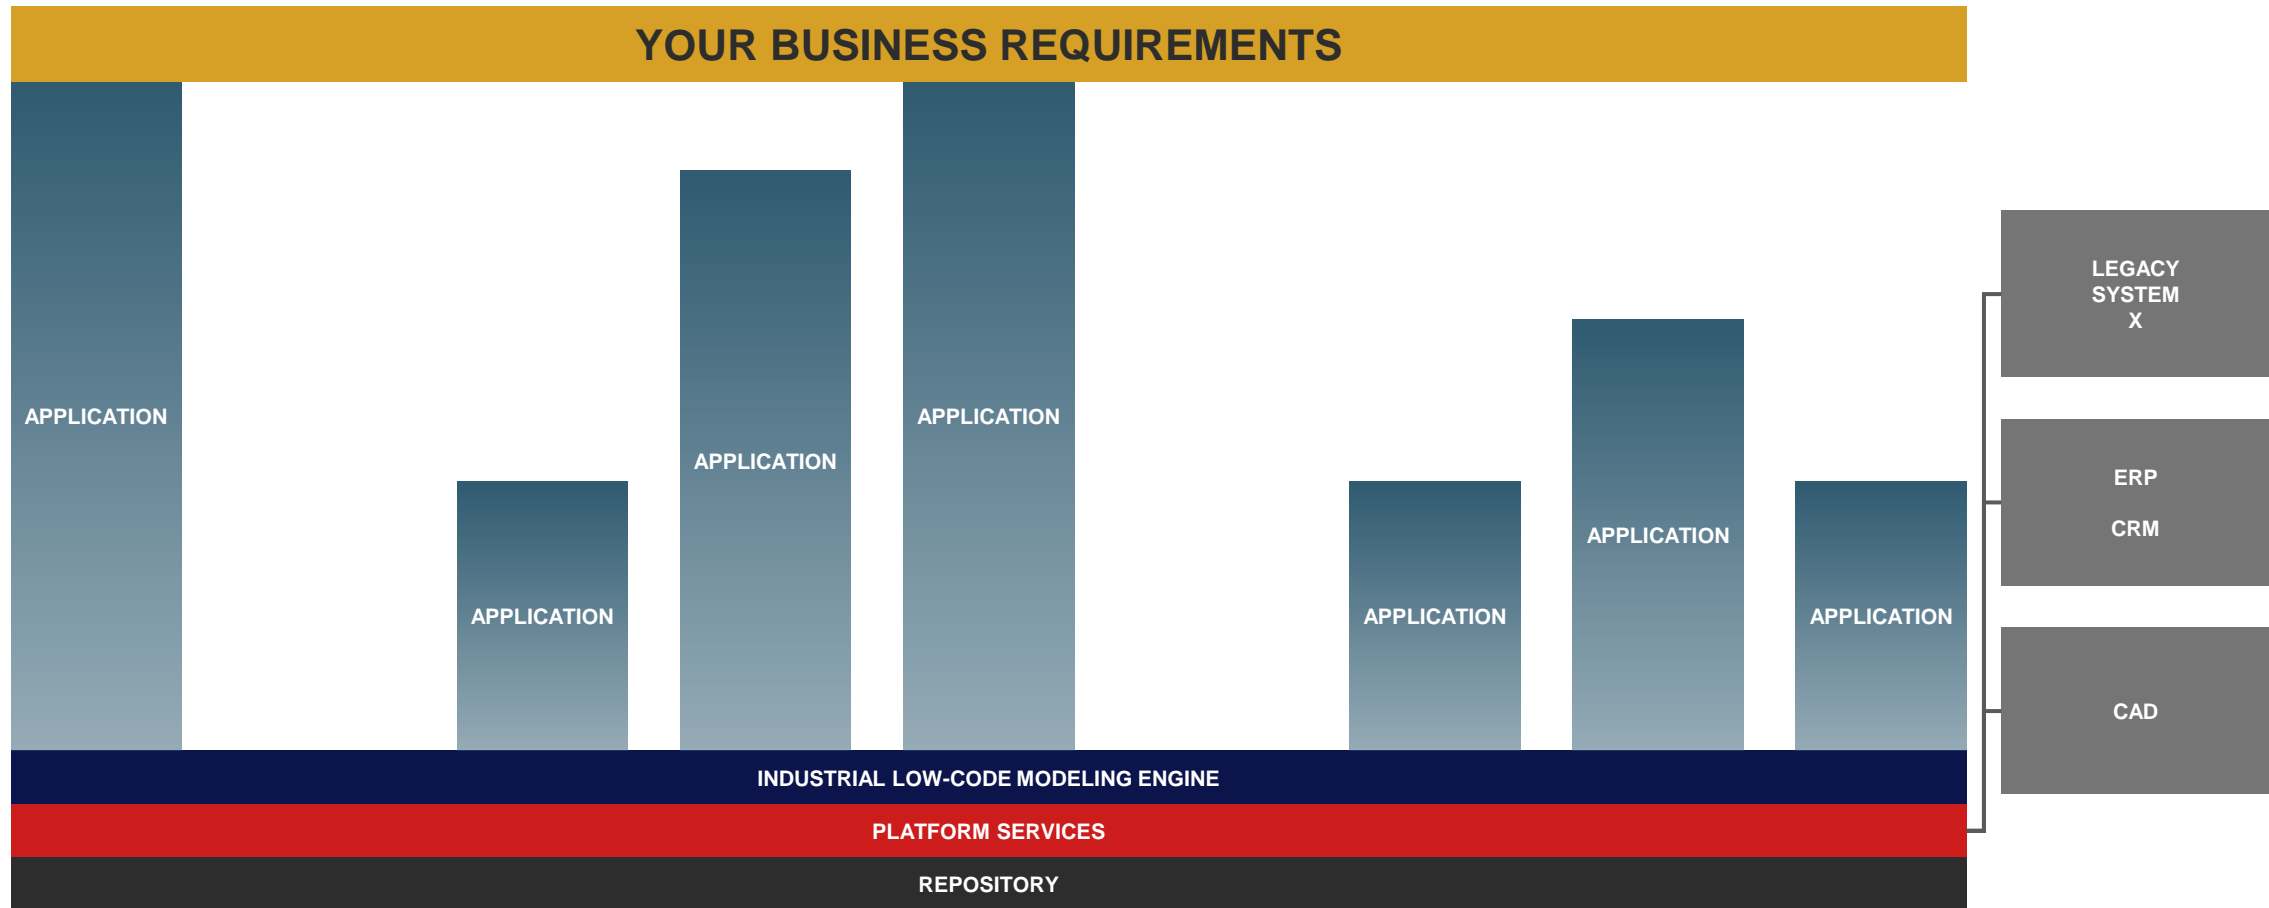 YOUR BUSINESS REQUIREMENTS
APPLICATION
APPLICATION
APPLICATION
APPLICATION
APPLICATION
APPLICATION
APPLICATION
LEGACY
SYSTEM
X
ERP
CRM
CAD
INDUSTRIAL LOW-CODE MODELING ENGINE
PLATFORM SERVICES
REPOSITORY